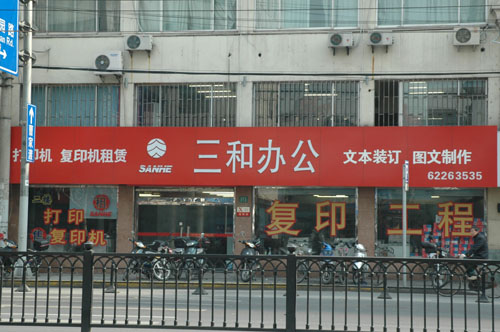 打印机 复印机租赁
SANHE
三和办公
文本装订 图文制作
62263535
打印
复印机
复印 工程